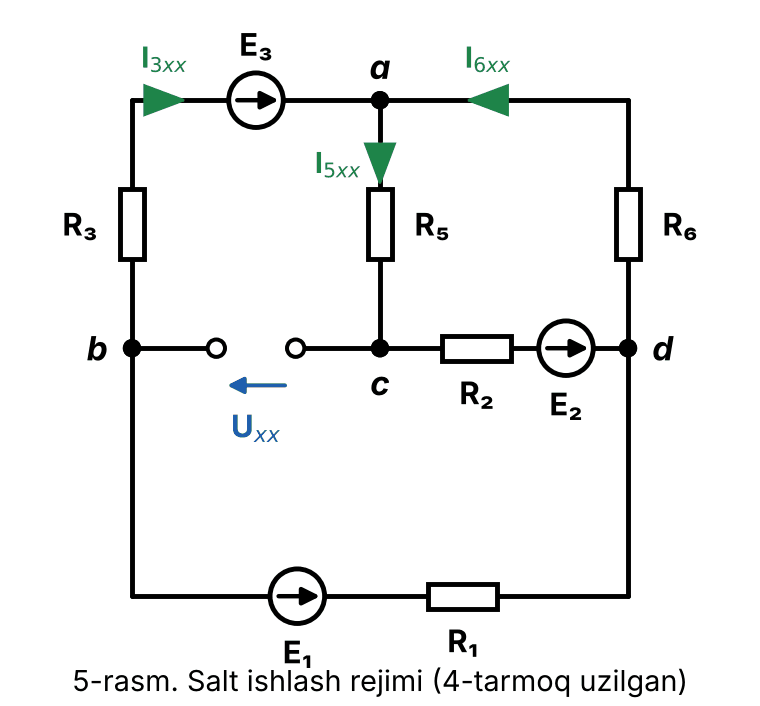 E₃
I₃ₓₓ
a
I₆ₓₓ
I₅ₓₓ
R₃
R₅
R₆
b
c
d
R₂
E₂
Uₓₓ
E₁
R₁
5-rasm. Salt ishlash rejimi (4-tarmoq uzilgan)